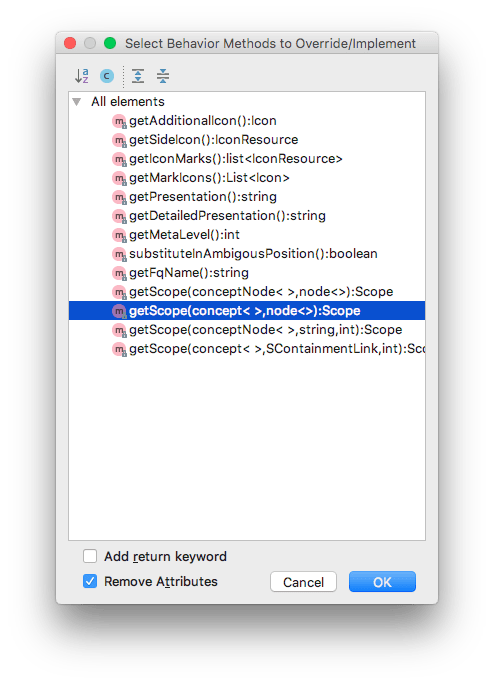 Select Behavior Methods to Override/Implement
All elements
getAdditionalIcon():Icon
getSideIcon():IconResource
getIconMarks():list<IconResource>
getMarkIcons():List<Icon>
getPresentation():string
getDetailedPresentation():string
getMetaLevel():int
substituteInAmbigousPosition():boolean
getFqName():string
getScope(conceptNode< >,node<>):Scope
getScope(concept< >,node<>):Scope
getScope(conceptNode< >,string,int):Scope
getScope(concept< >,SContainmentLink,int):Sco
Add return keyword
Remove Attributes
Cancel
OK